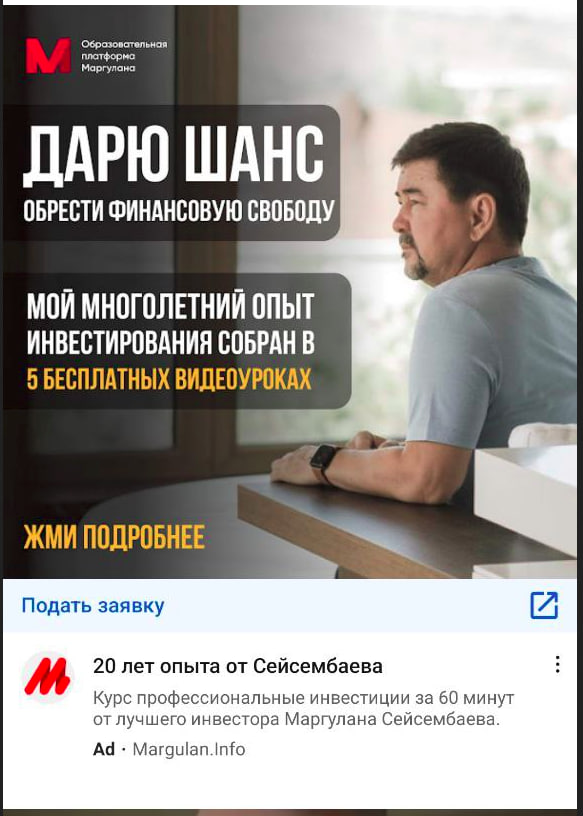 Образовательная
платформа
Маргулана
ДАРЮ ШАНС
ОБРЕСТИ ФИНАНСОВУЮ СВОБОДУ
МОЙ МНОГОЛЕТНИЙ ОПЫТ
ИНВЕСТИРОВАНИЯ СОБРАН В
5 БЕСПЛАТНЫХ ВИДЕОУРОКАХ
ЖМИ ПОДРОБНЕЕ
Подать заявку
20 лет опыта от Сейсембаева
Курс профессиональные инвестиции за 60 минут
от лучшего инвестора Маргулана Сейсембаева.
Ad · Margulan.Info